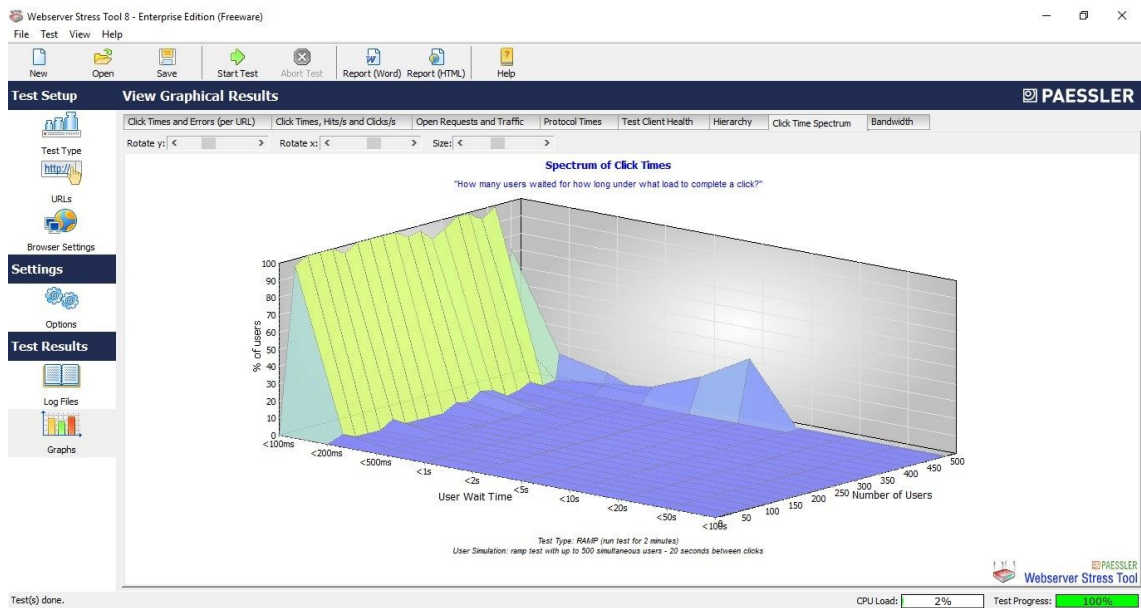 Webserver Stress Tool 8 - Enterprise Edition (Freeware)
File Test View Help
New Open Save Start Test Abort Test Report (Word) Report (HTML) Help
Test Setup
View Graphical Results
PAESSLER
Click Times and Errors (per URL) Click Times, Hits/s and Clicks/s Open Requests and Traffic Protocol Times Test Client Health Hierarchy Click Time Spectrum Bandwidth
Rotate y: Rotate x: Size:
Test Type
http://
URLs
Browser Settings
Settings
Options
Test Results
Log Files
Graphs
Spectrum of Click Times
"How many users waited for how long under what load to complete a click?"
% of users
100
90
80
70
60
50
40
30
20
10
0
<100ms
<200ms
<500ms
<1s
<2s
<5s
<10s
<20s
<50s
<100s
User Wait Time
0
50
100
150
200
250
300
350
400
450
500
Number of Users
Test Type: RAMP (run test for 2 minutes)
User Simulation: ramp test with up to 500 simultaneous users - 20 seconds between clicks
PAESSLER
Webserver Stress Tool
Test(s) done.
CPU Load: 2% Test Progress: 100%